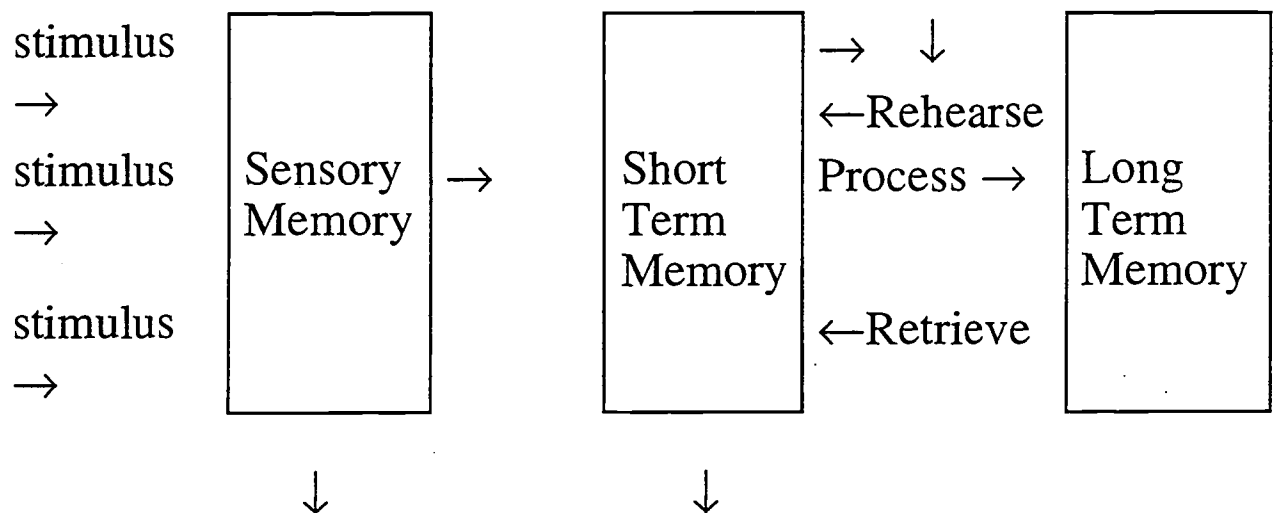 stimulus
→
stimulus
→
stimulus
→
Sensory
Memory
→
↓
Short
Term
Memory
↓
→ ↓
←Rehearse
Process →
←Retrieve
Long
Term
Memory